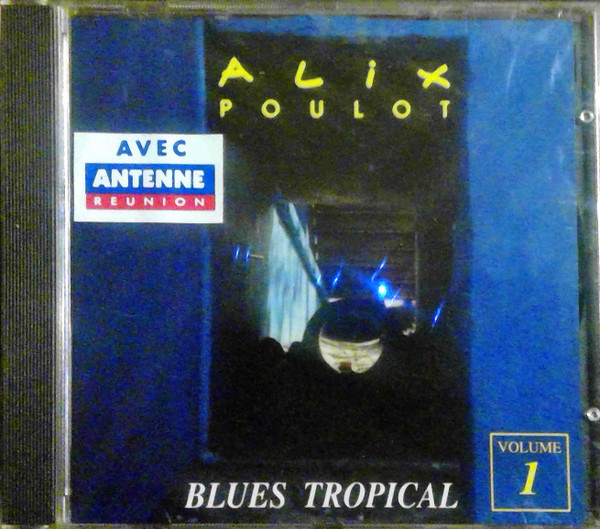 ALiX
POULOT
AVEC
ANTENNE
REUNION
BLUES TROPICAL
VOLUME
1